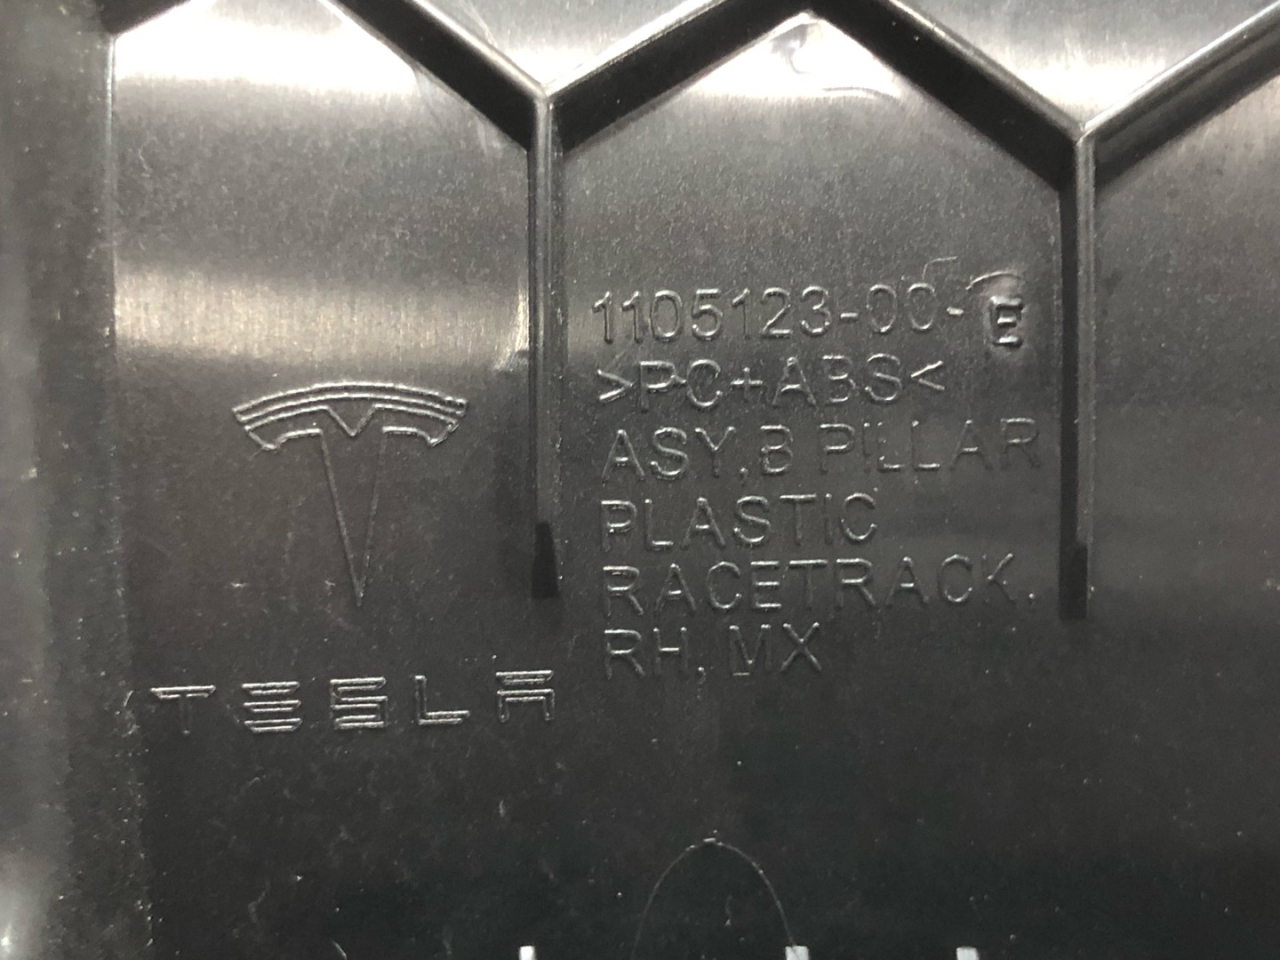 1105123-00-E
>PC+ABS<
ASY,B PILLAR
PLASTIC
RACETRACK,
RH, MX
TESLA